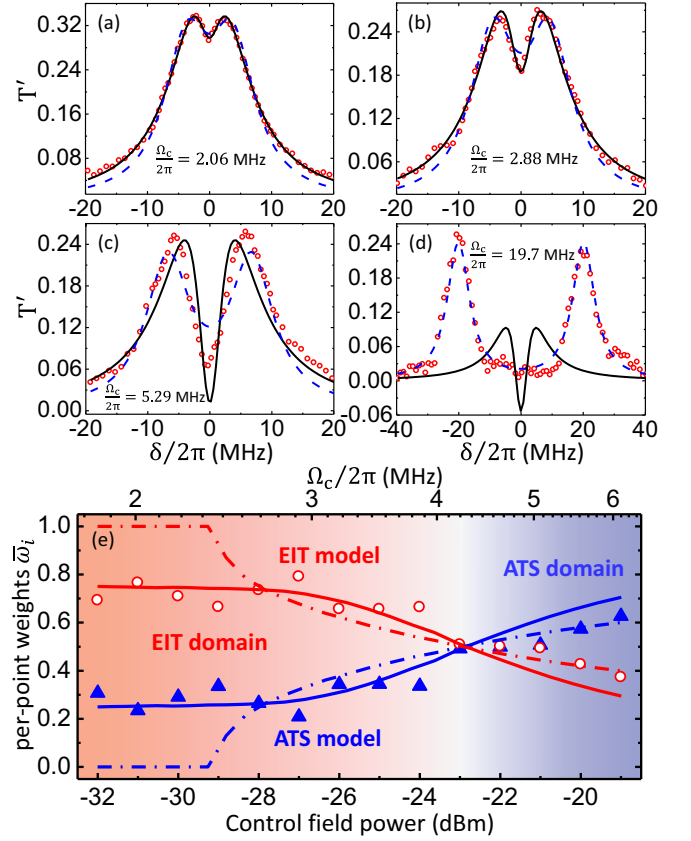 (a)
T′
0.32
0.24
0.16
0.08
Ωc/2π = 2.06 MHz
-20 -10 0 10 20
(b)
0.26
0.18
0.12
0.06
Ωc/2π = 2.88 MHz
-20 -10 0 10 20
(c)
T′
0.24
0.18
0.12
0.06
0.00
Ωc/2π = 5.29 MHz
-20 -10 0 10 20
δ/2π (MHz)
(d)
0.24
0.18
0.12
0.06
0.00
-0.06
Ωc/2π = 19.7 MHz
-40 -20 0 20 40
δ/2π (MHz)
Ωc/2π (MHz)
2 3 4 5 6
(e)
per-point weights ω̅i
1.0
0.8
0.6
0.4
0.2
0.0
EIT model
ATS domain
EIT domain
ATS model
-32 -30 -28 -26 -24 -22 -20
Control field power (dBm)